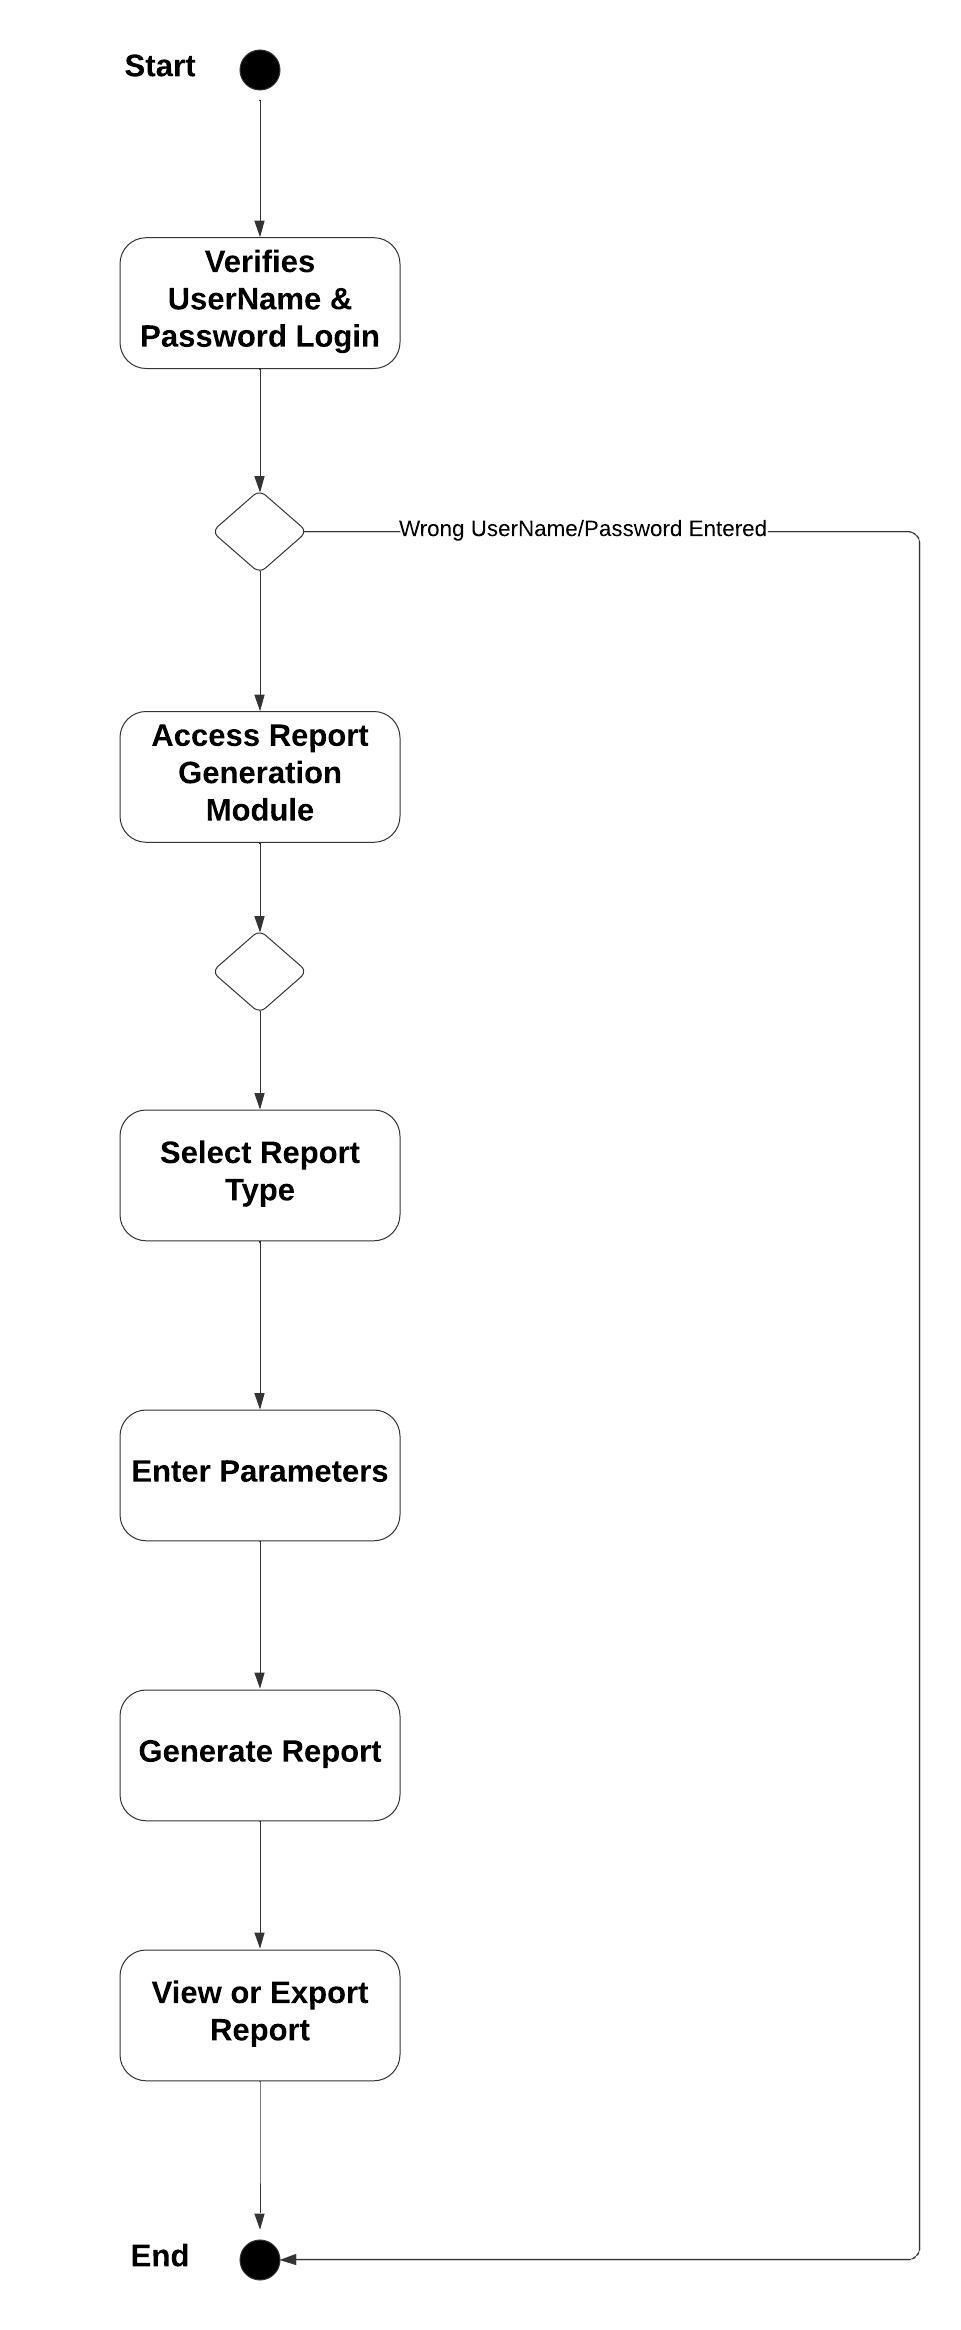 Start
Verifies
UserName &
Password Login
Wrong UserName/Password Entered
Access Report
Generation
Module
Select Report
Type
Enter Parameters
Generate Report
View or Export
Report
End